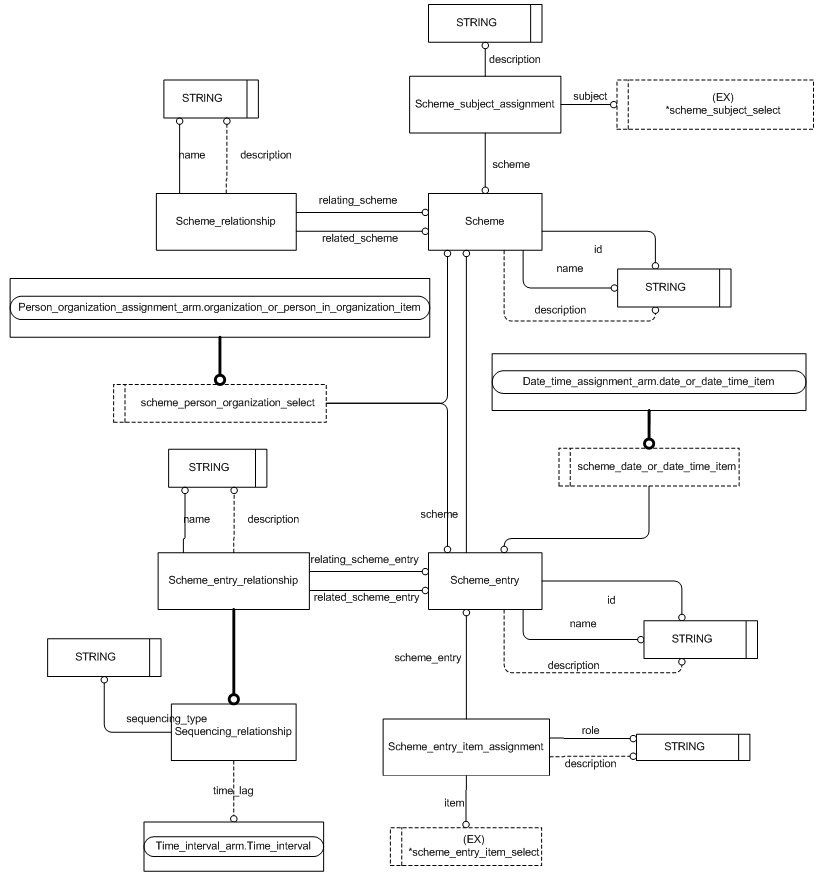 STRING
description
Scheme_subject_assignment
subject
(EX)
*scheme_subject_select
STRING
name
description
scheme
Scheme_relationship
relating_scheme
related_scheme
Scheme
id
name
description
STRING
Person_organization_assignment_arm.organization_or_person_in_organization_item
scheme_person_organization_select
Date_time_assignment_arm.date_or_date_time_item
scheme_date_or_date_time_item
STRING
name
description
scheme
Scheme_entry_relationship
relating_scheme_entry
related_scheme_entry
Scheme_entry
id
name
description
STRING
STRING
sequencing_type
Sequencing_relationship
scheme_entry
Scheme_entry_item_assignment
role
description
STRING
time_lag
Time_interval_arm.Time_interval
item
(EX)
*scheme_entry_item_select